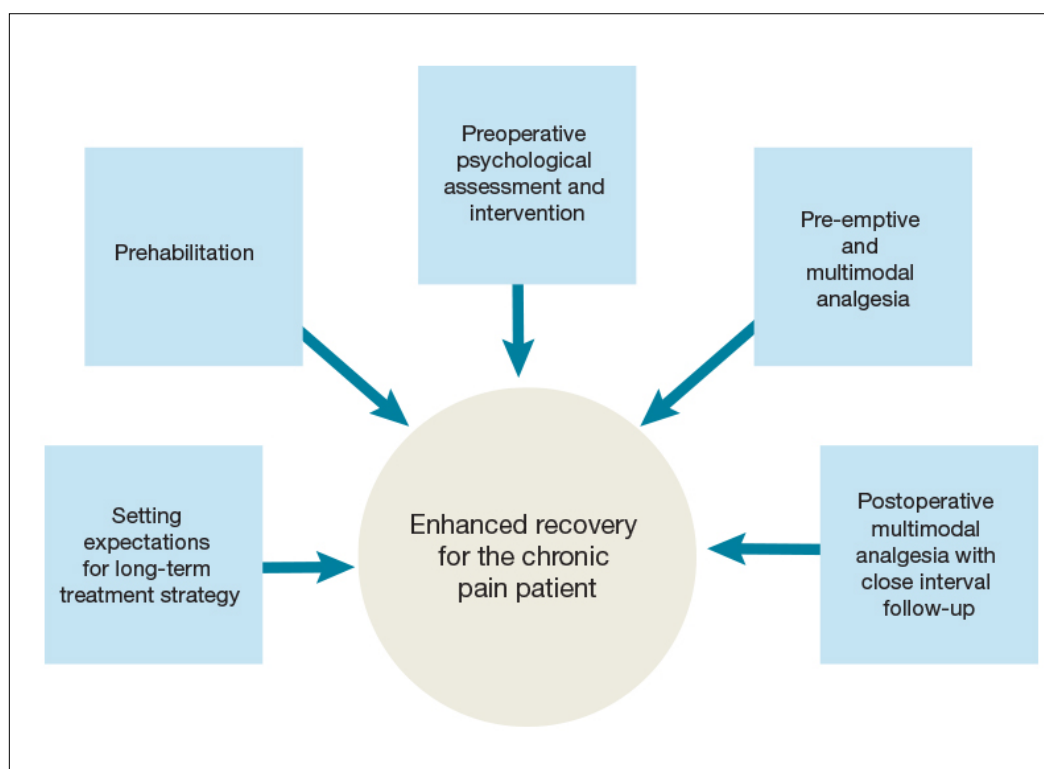 Preoperative
psychological
assessment and
intervention
Prehabilitation
Pre-emptive
and
multimodal
analgesia
Setting
expectations
for long-term
treatment strategy
Enhanced recovery
for the chronic
pain patient
Postoperative
multimodal
analgesia with
close interval
follow-up